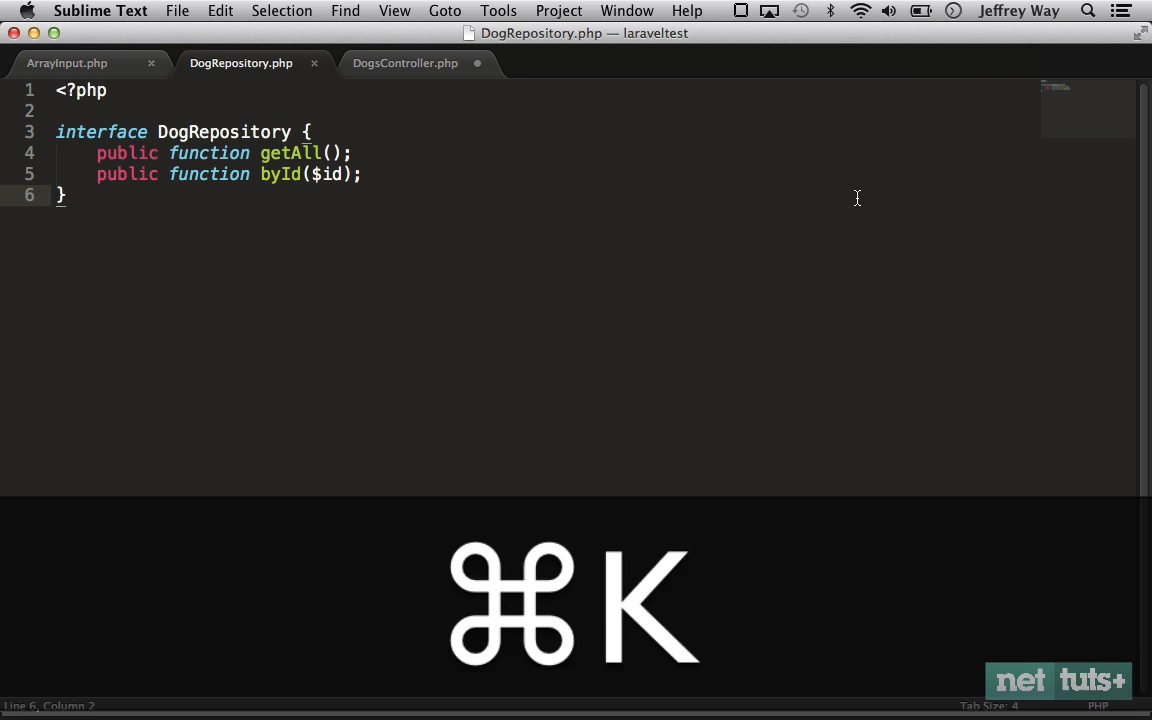 Sublime Text File Edit Selection Find View Goto Tools Project Window Help Jeffrey Way
DogRepository.php — laraveltest
ArrayInput.php × DogRepository.php × DogsController.php
1 <?php
2
3 interface DogRepository {
4 public function getAll();
5 public function byId($id);
6 }
⌘K
net tuts+
Line 6, Column 2 Tab Size: 4 PHP